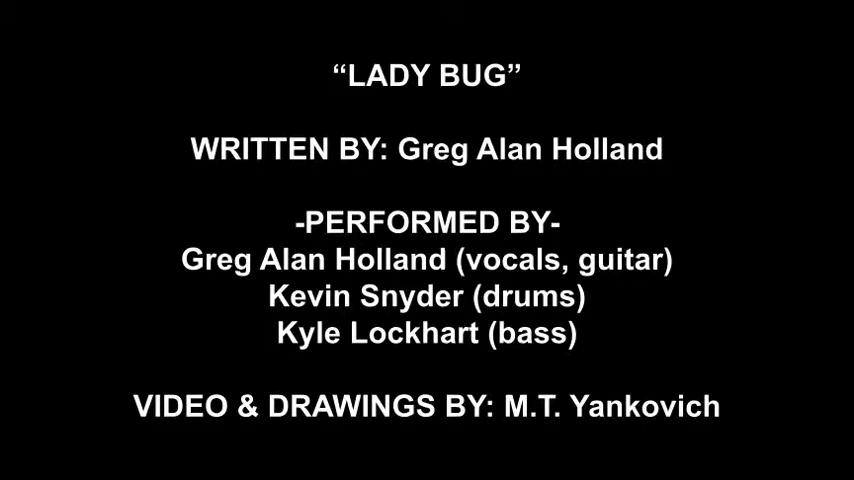 “LADY BUG”
WRITTEN BY: Greg Alan Holland
-PERFORMED BY-
Greg Alan Holland (vocals, guitar)
Kevin Snyder (drums)
Kyle Lockhart (bass)
VIDEO & DRAWINGS BY: M.T. Yankovich